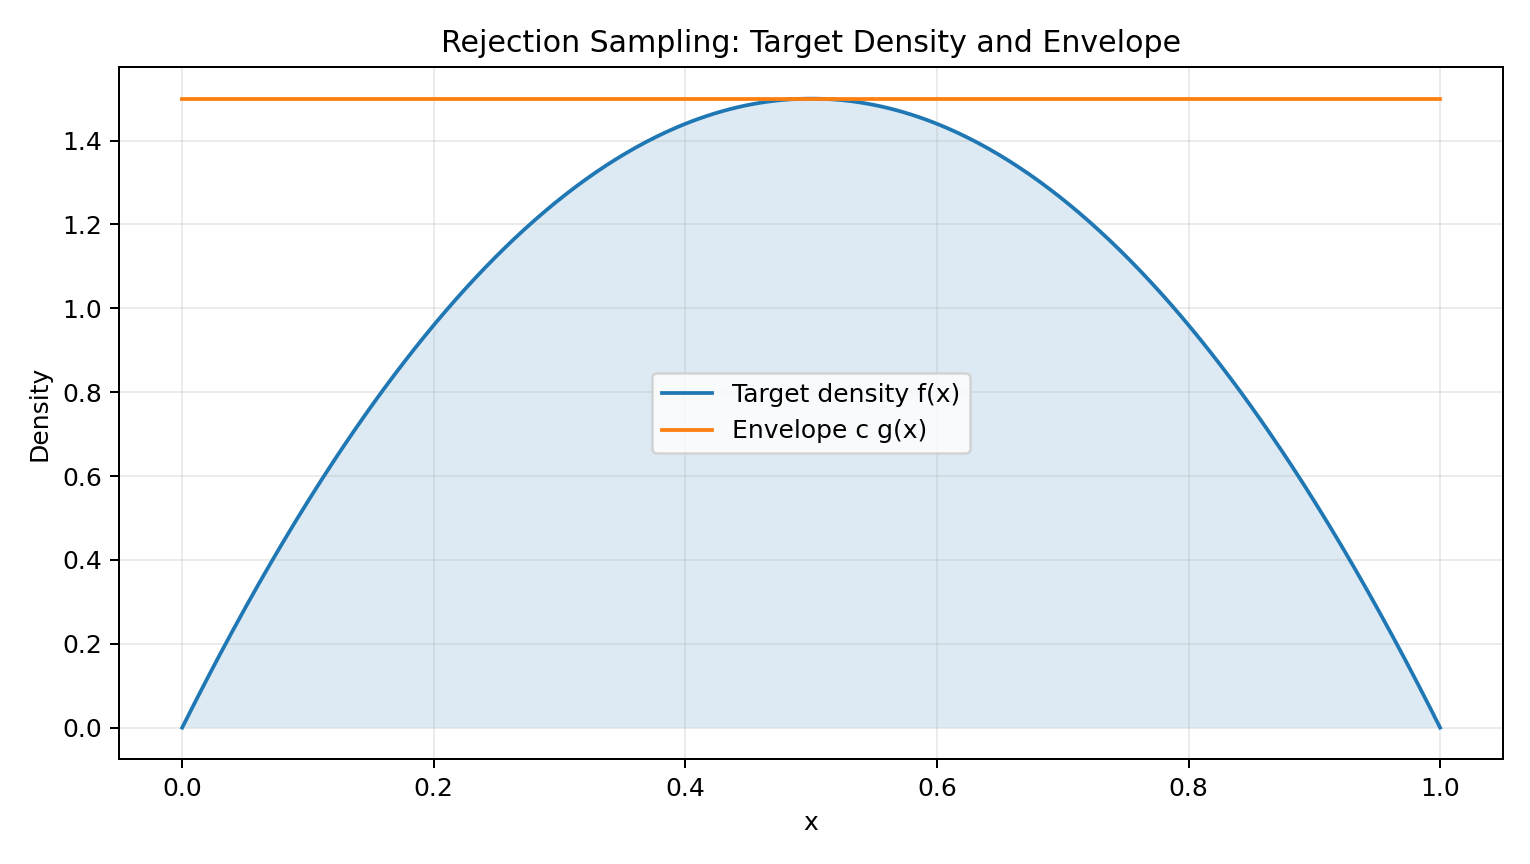 Rejection Sampling: Target Density and Envelope
1.4
1.2
1.0
0.8
0.6
0.4
0.2
0.0
Density
Target density f(x)
Envelope c g(x)
0.0 0.2 0.4 0.6 0.8 1.0
x